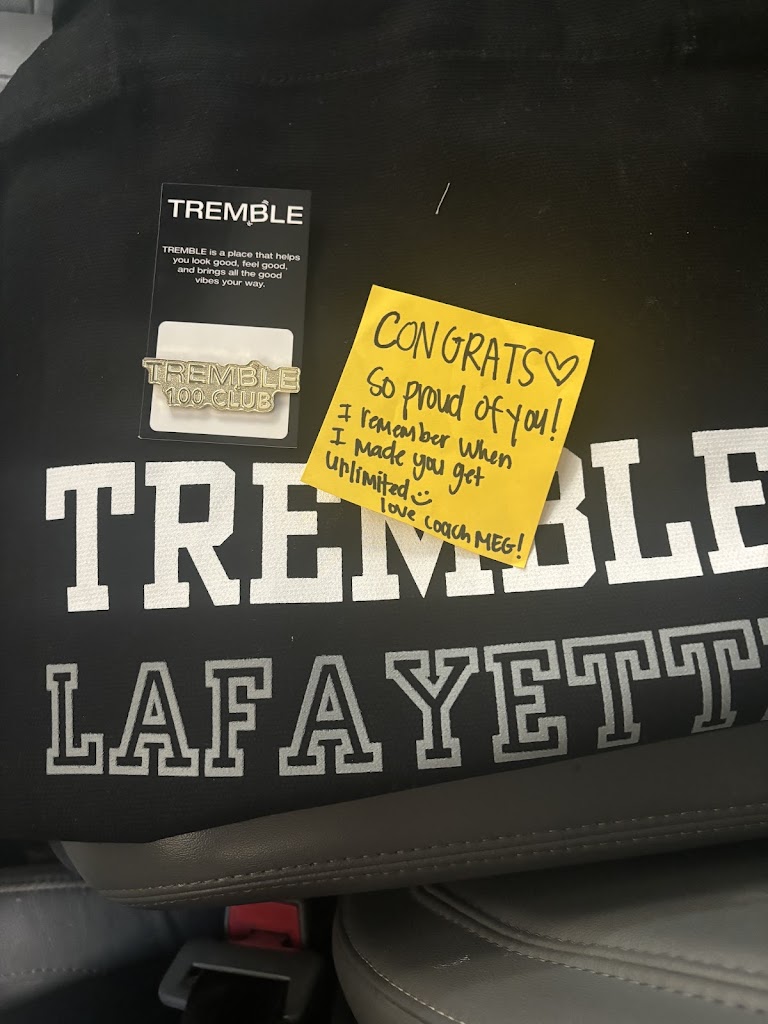 TREMBLE
TREMBLE is a place that helps
you look good, feel good,
and brings all the good
vibes your way.
TREMBLE
100 CLUB
CONGRATS♡
So proud of you!
I remember when
I made you get
unlimited :)
love coach MEG!
TREMBLE
LAFAYETT